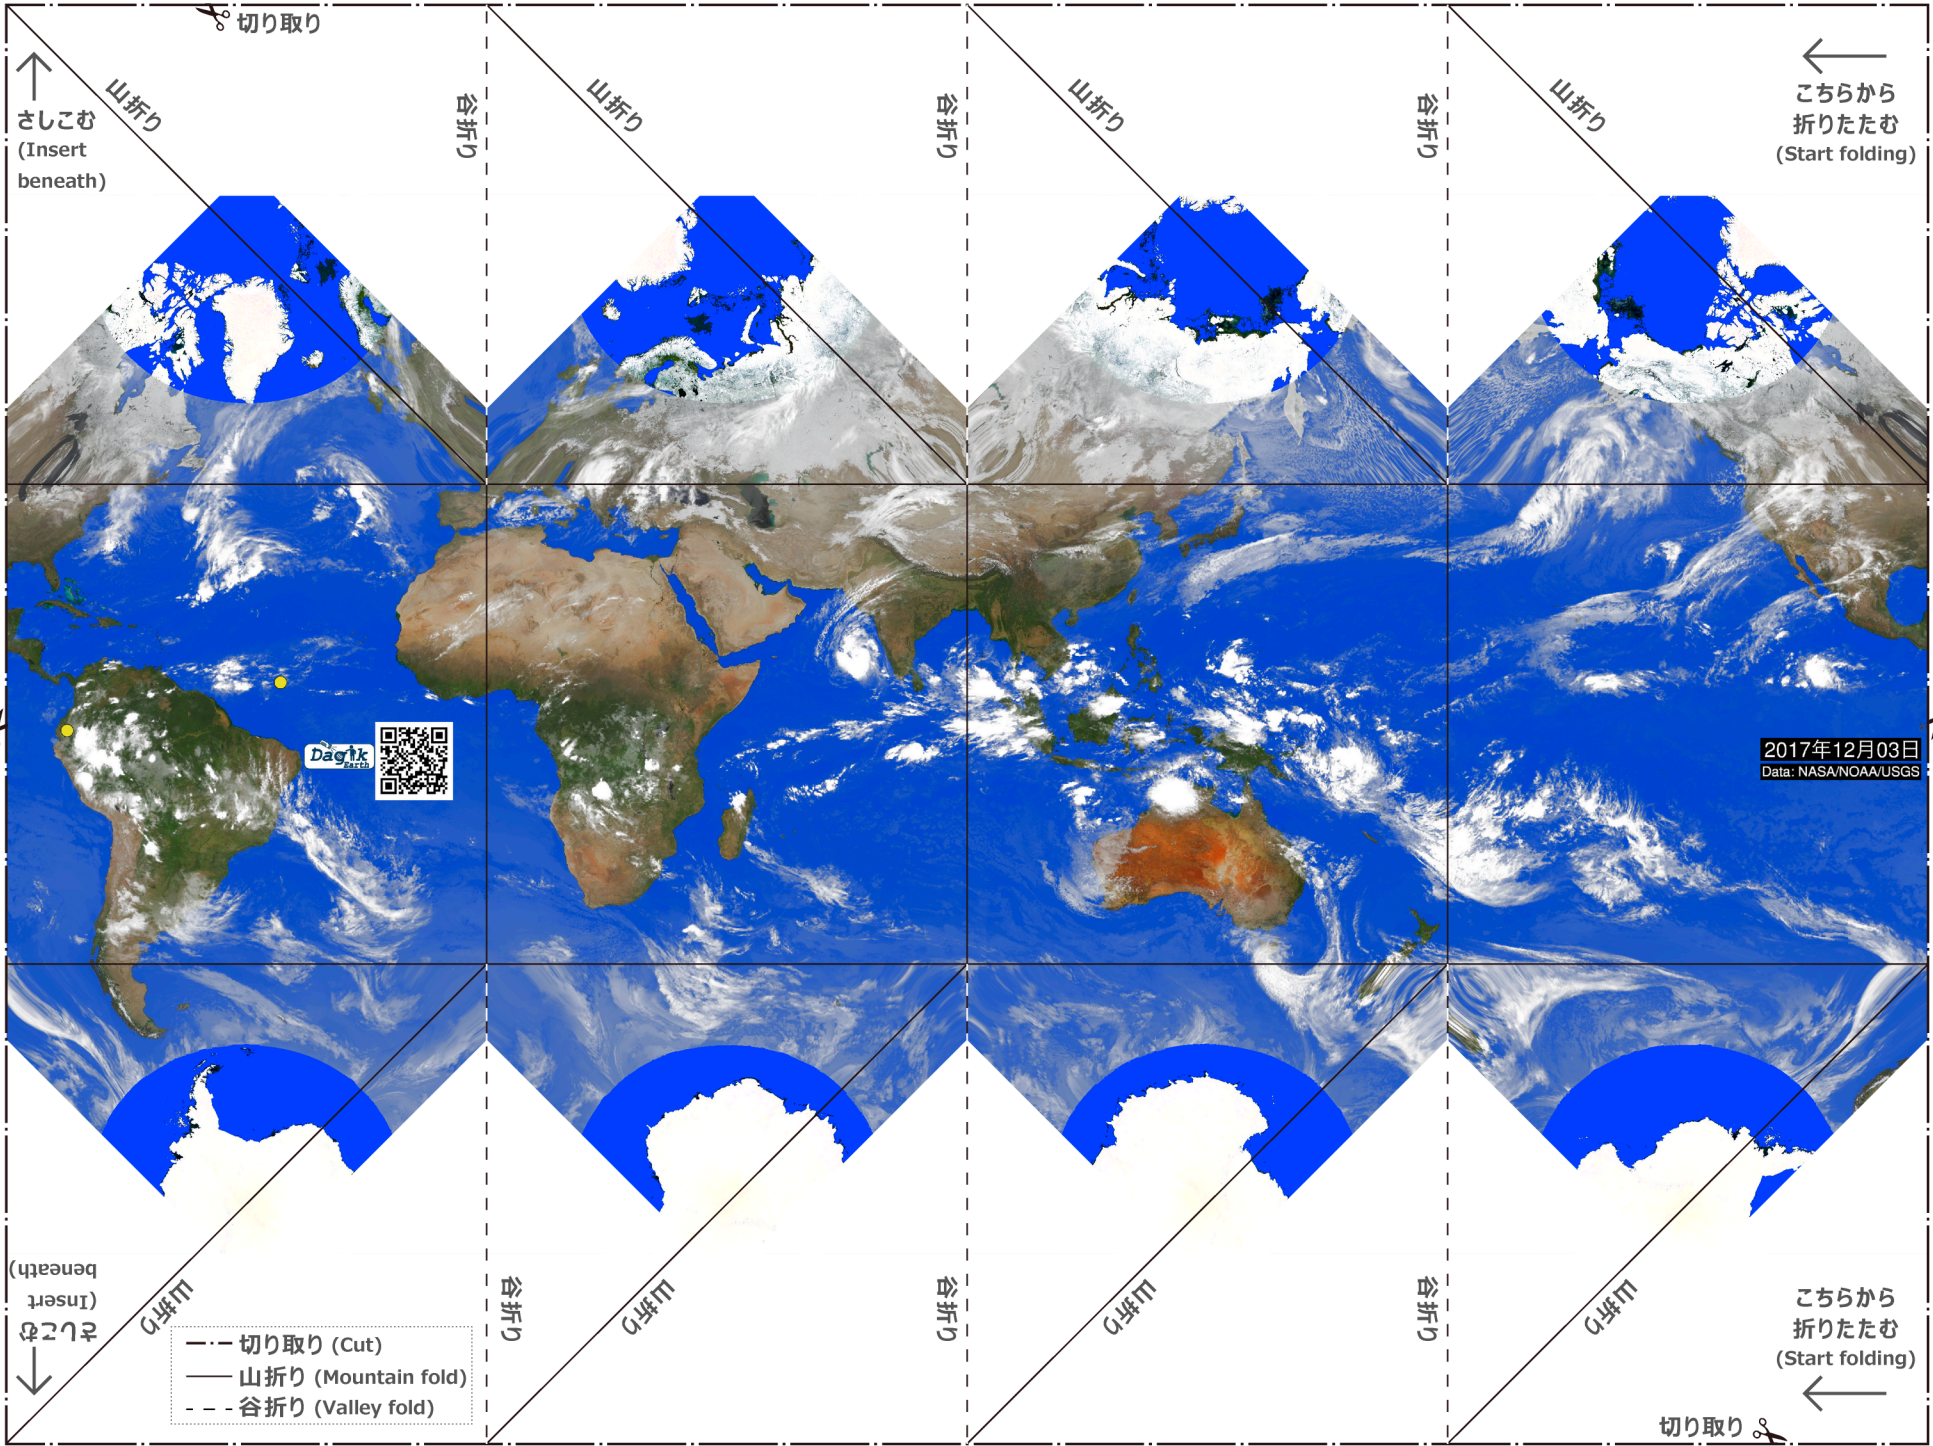 切り取り
さしこむ
(Insert
beneath)
山折り
谷折り
山折り
谷折り
山折り
谷折り
山折り
こちらから
折りたたむ
(Start folding)
Dagik
Earth
2017年12月03日
Data: NASA/NOAA/USGS
さしこむ
(Insert
beneath)
山折り
谷折り
山折り
谷折り
山折り
谷折り
山折り
こちらから
折りたたむ
(Start folding)
切り取り (Cut)
山折り (Mountain fold)
谷折り (Valley fold)
切り取り